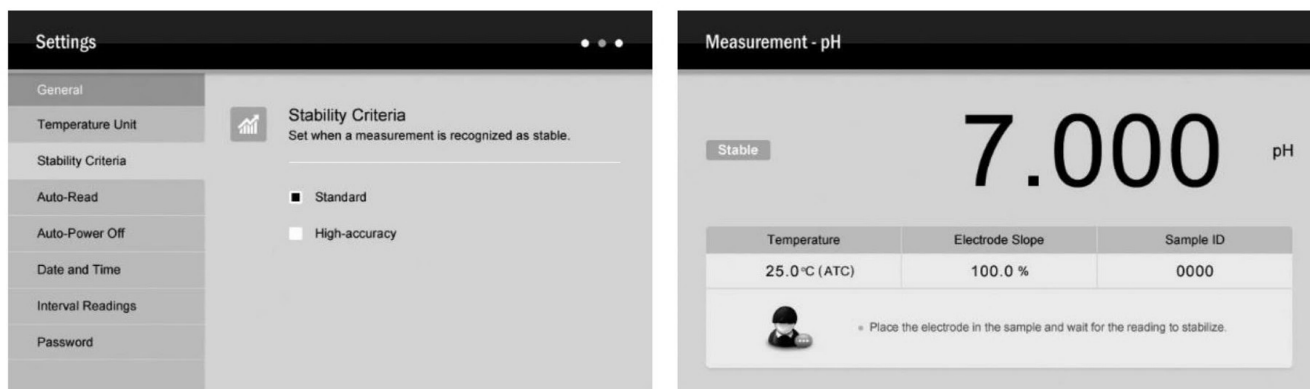 Settings
General
Temperature Unit
Stability Criteria
Auto-Read
Auto-Power Off
Date and Time
Interval Readings
Password
Stability Criteria
Set when a measurement is recognized as stable.
Standard
High-accuracy
Measurement - pH
Stable
7.000 pH
Temperature Electrode Slope Sample ID
25.0°C (ATC) 100.0 % 0000
Place the electrode in the sample and wait for the reading to stabilize.